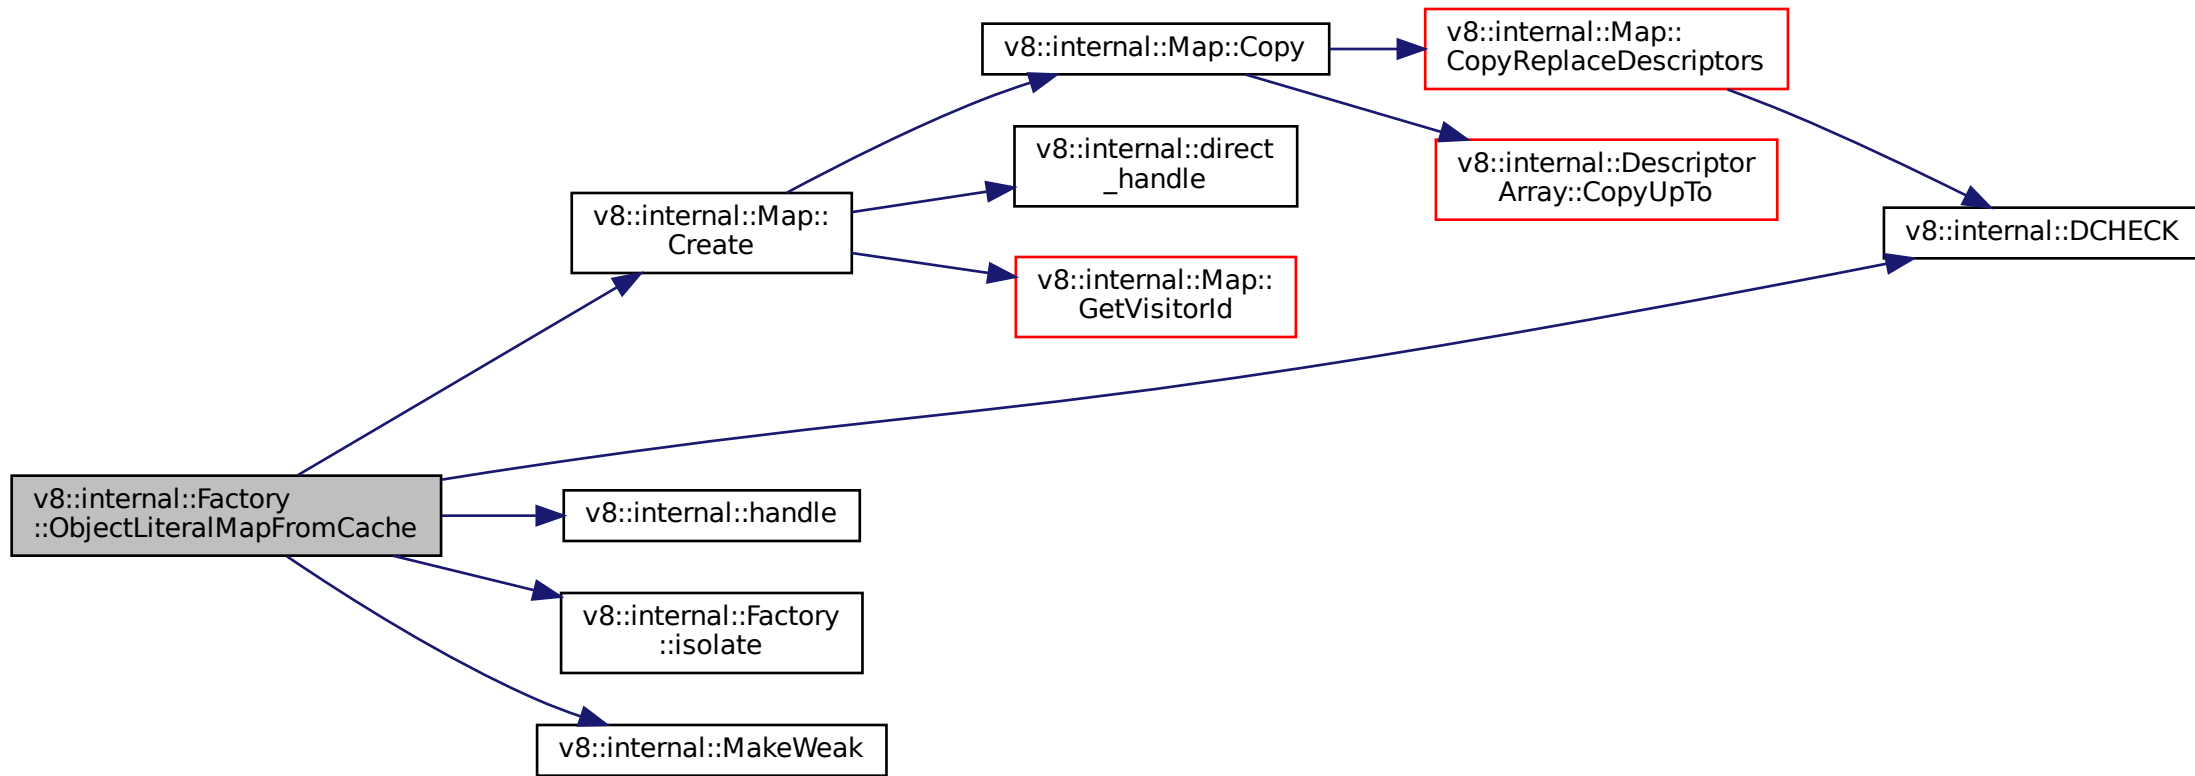 v8::internal::Factory
::ObjectLiteralMapFromCache
v8::internal::Map::
Create
v8::internal::Map::Copy
v8::internal::Map::
CopyReplaceDescriptors
v8::internal::Descriptor
Array::CopyUpTo
v8::internal::direct
_handle
v8::internal::Map::
GetVisitorId
v8::internal::DCHECK
v8::internal::handle
v8::internal::Factory
::isolate
v8::internal::MakeWeak